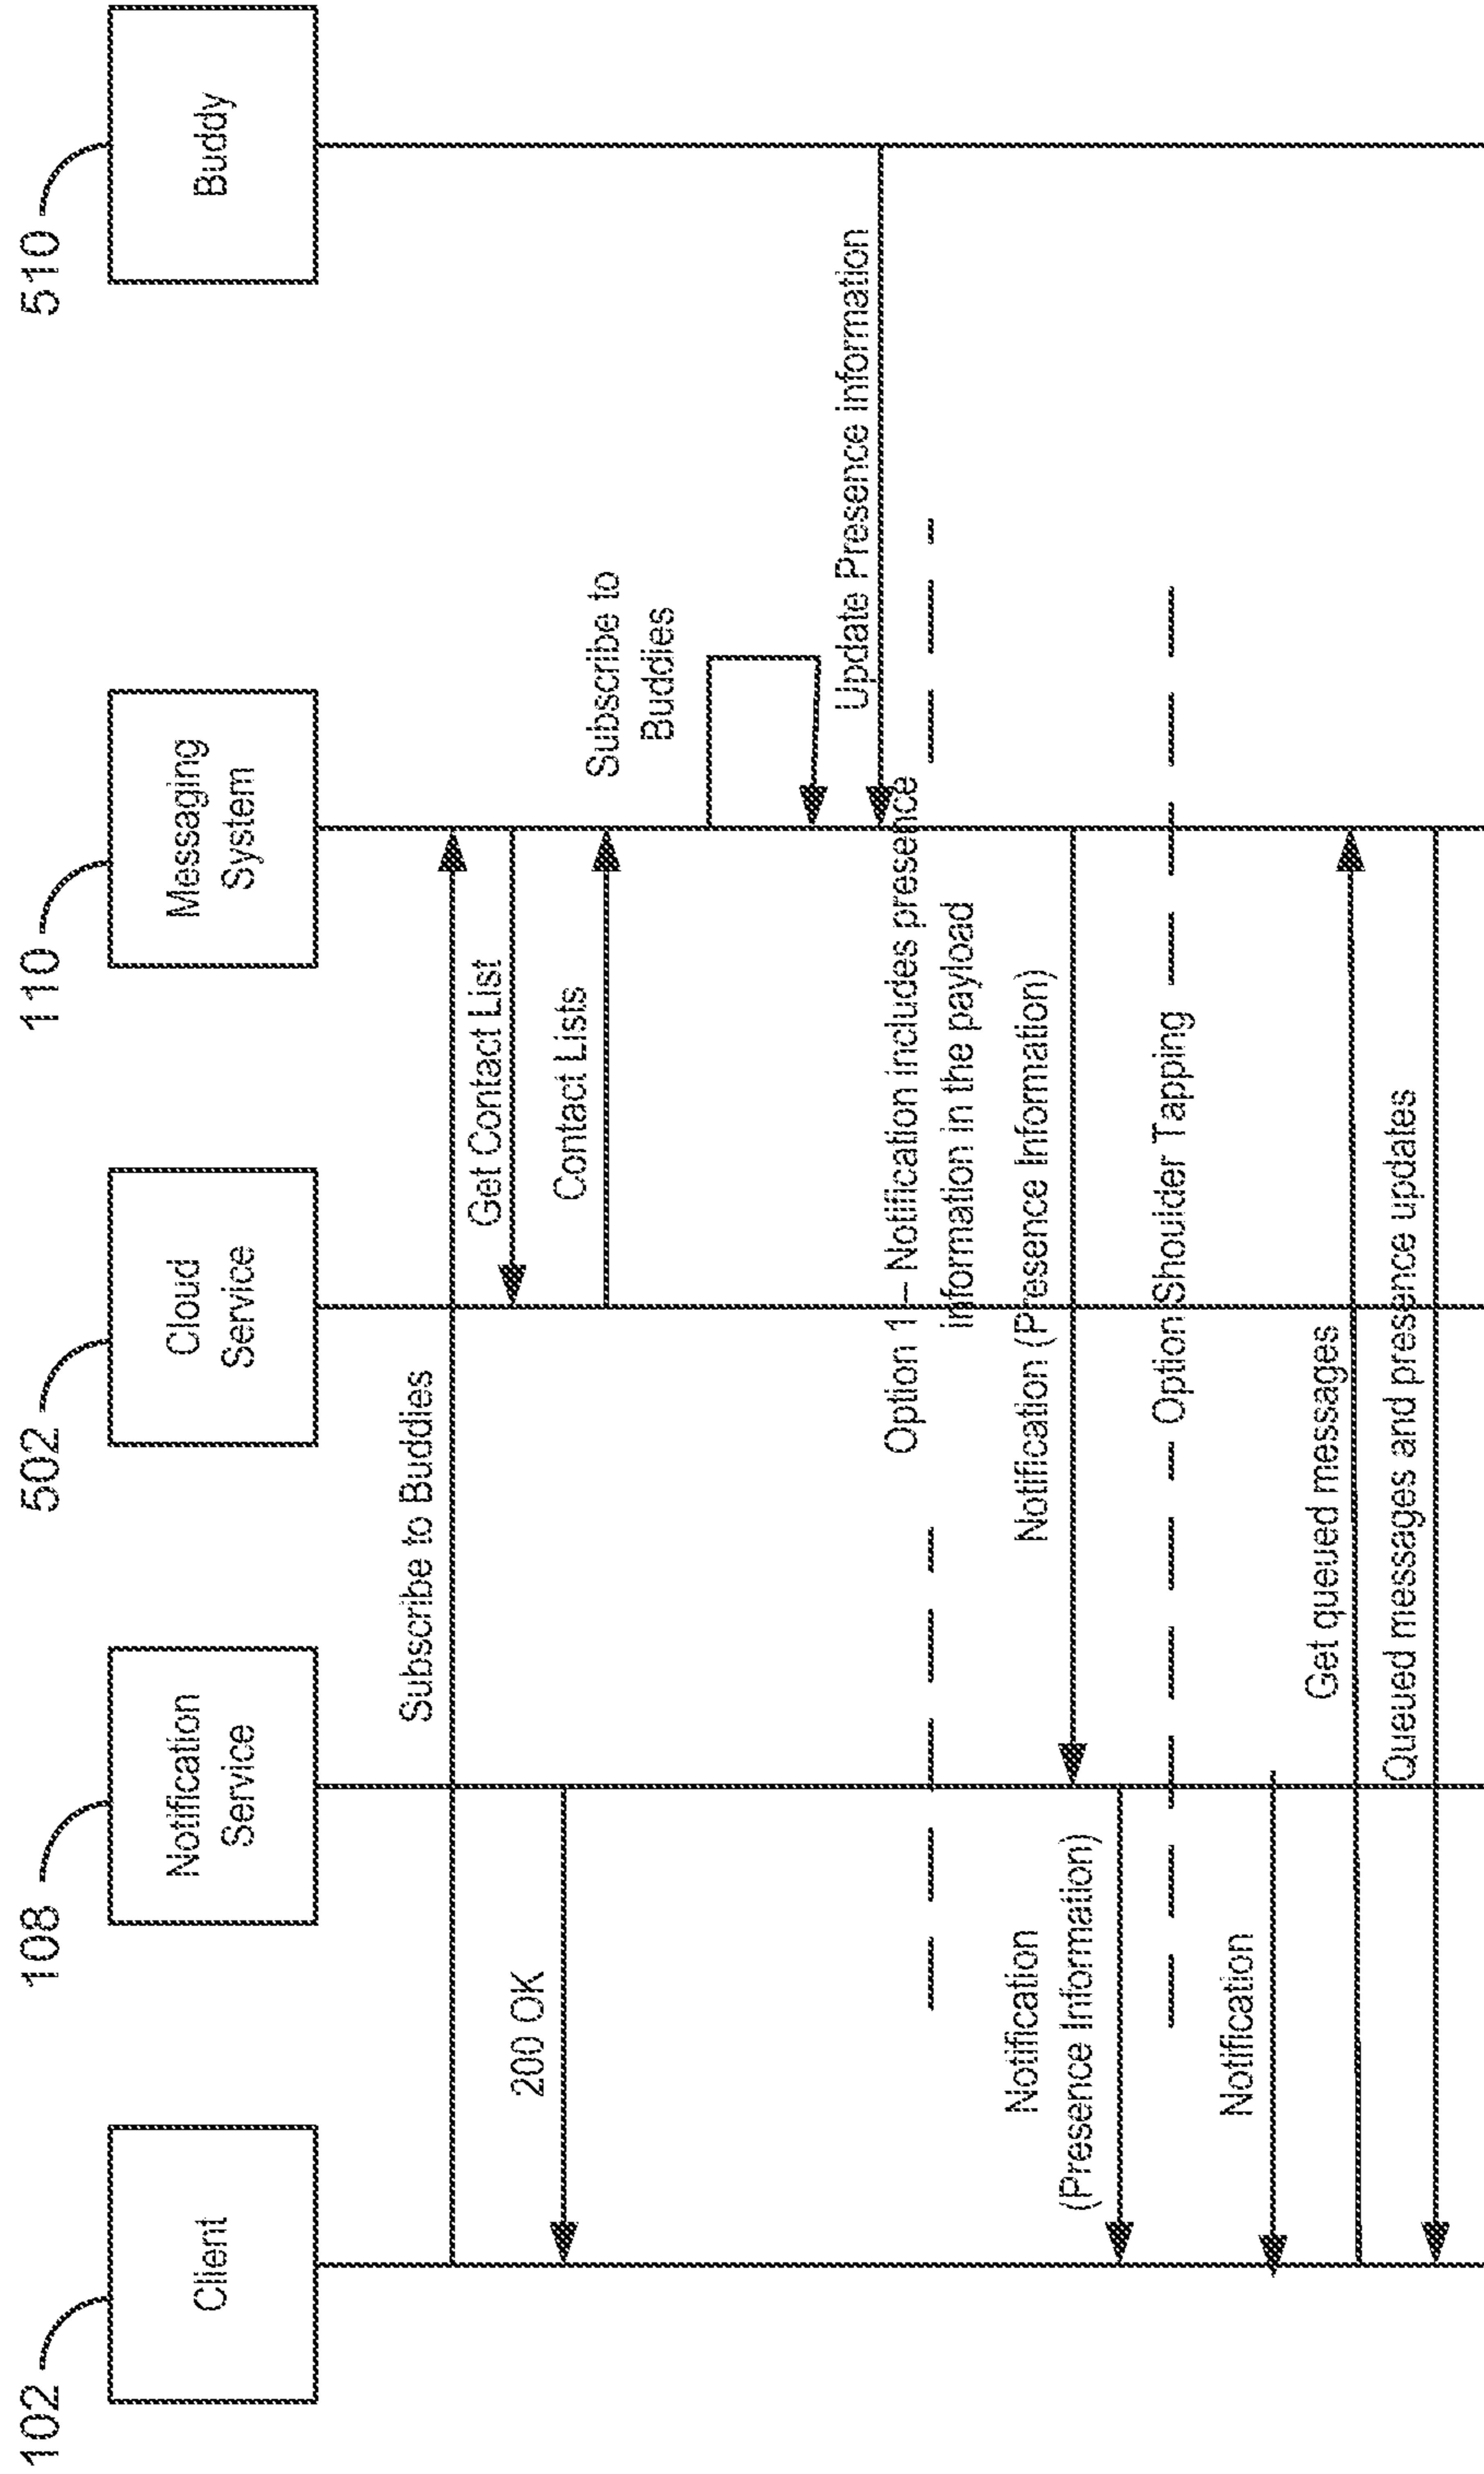 102
108
502
110
510
Client
Notification
Service
Cloud
Service
Messaging
System
Buddy
Subscribe to Buddies
Get Contact List
200 OK
Contact Lists
Subscribe to
Buddies
Update Presence information
Option 1 – Notification includes presence
information in the payload
Notification (Presence Information)
Notification
(Presence Information)
Option Shoulder Tapping
Notification
Get queued messages
Queued messages and presence updates